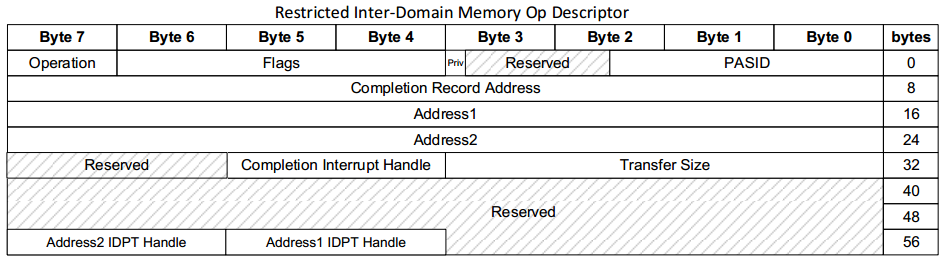 Restricted Inter-Domain Memory Op Descriptor
Byte 7 Byte 6 Byte 5 Byte 4 Byte 3 Byte 2 Byte 1 Byte 0 bytes
Operation Flags Priv Reserved PASID 0
Completion Record Address 8
Address1 16
Address2 24
Reserved Completion Interrupt Handle Transfer Size 32
40
Reserved 48
Address2 IDPT Handle Address1 IDPT Handle 56